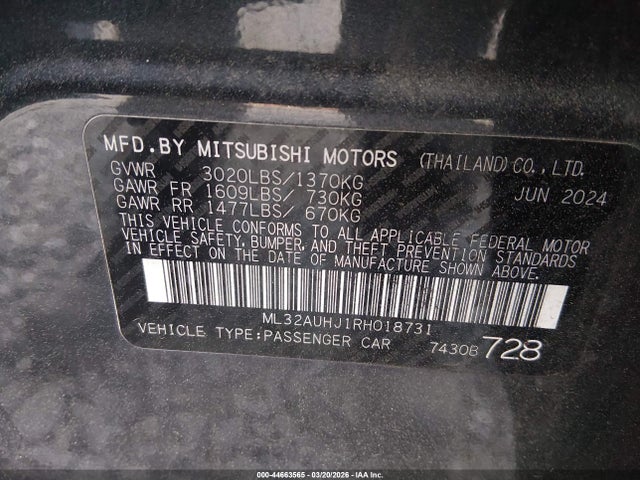 MFD.BY MITSUBISHI MOTORS (THAILAND)CO.,LTD.
GVWR 3020LBS/1370KG JUN 2024
GAWR FR 1609LBS/ 730KG
GAWR RR 1477LBS/ 670KG
THIS VEHICLE CONFORMS TO ALL APPLICABLE FEDERAL MOTOR
VEHICLE SAFETY, BUMPER, AND THEFT PREVENTION STANDARDS
IN EFFECT ON THE DATE OF MANUFACTURE SHOWN ABOVE.
ML32AUHJ1RH018731
VEHICLE TYPE:PASSENGER CAR 7430B 728
000-44663565 - 03/20/2026 - IAA Inc.